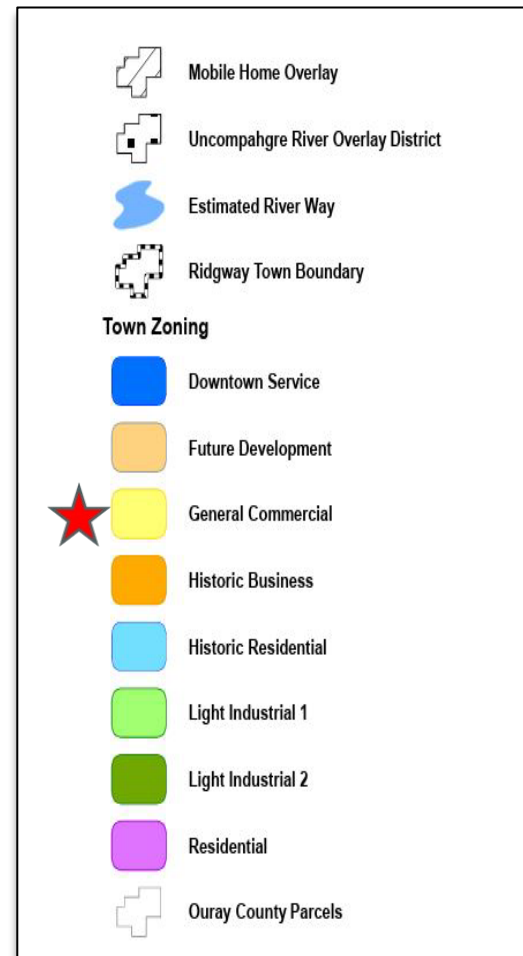 Mobile Home Overlay
Uncompahgre River Overlay District
Estimated River Way
Ridgway Town Boundary
Town Zoning
Downtown Service
Future Development
General Commercial
Historic Business
Historic Residential
Light Industrial 1
Light Industrial 2
Residential
Ouray County Parcels